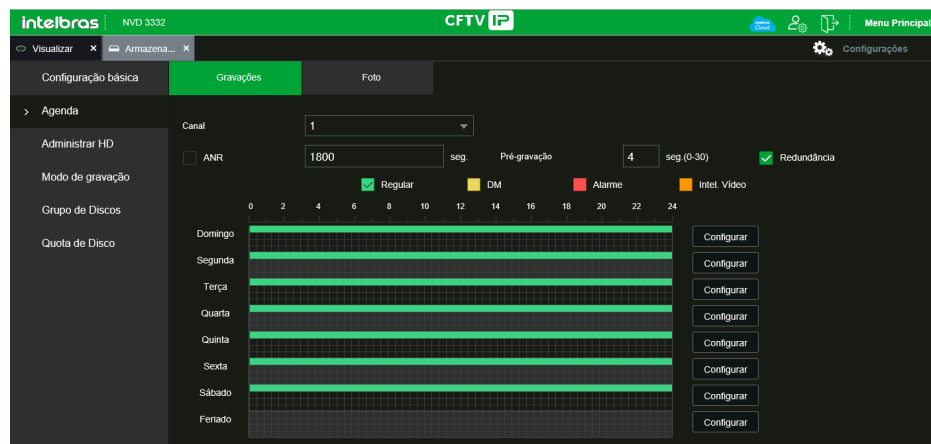 intelbras NVD 3332 CFTV IP intelbras Cloud Menu Principal
Visualizar × Armazena... × Configurações
Configuração básica Gravações Foto
> Agenda
Canal 1
Administrar HD
ANR 1800 seg. Pré-gravação 4 seg.(0-30) Redundância
Modo de gravação
Regular DM Alarme Intel. Vídeo
Grupo de Discos
0 2 4 6 8 10 12 14 16 18 20 22 24
Domingo Configurar
Quota de Disco
Segunda Configurar
Terça Configurar
Quarta Configurar
Quinta Configurar
Sexta Configurar
Sábado Configurar
Feriado Configurar